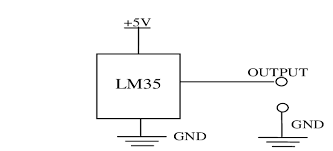 +5V
OUTPUT
LM35
GND
GND